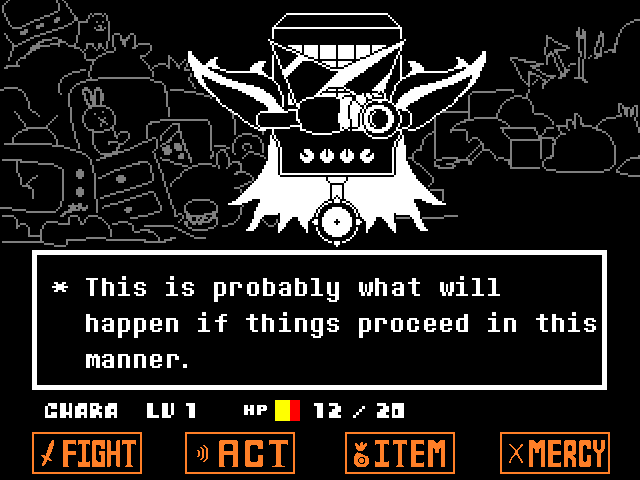 * This is probably what will
happen if things proceed in this
manner.
CHARA LV 1 HP 12 / 20
FIGHT ACT ITEM MERCY